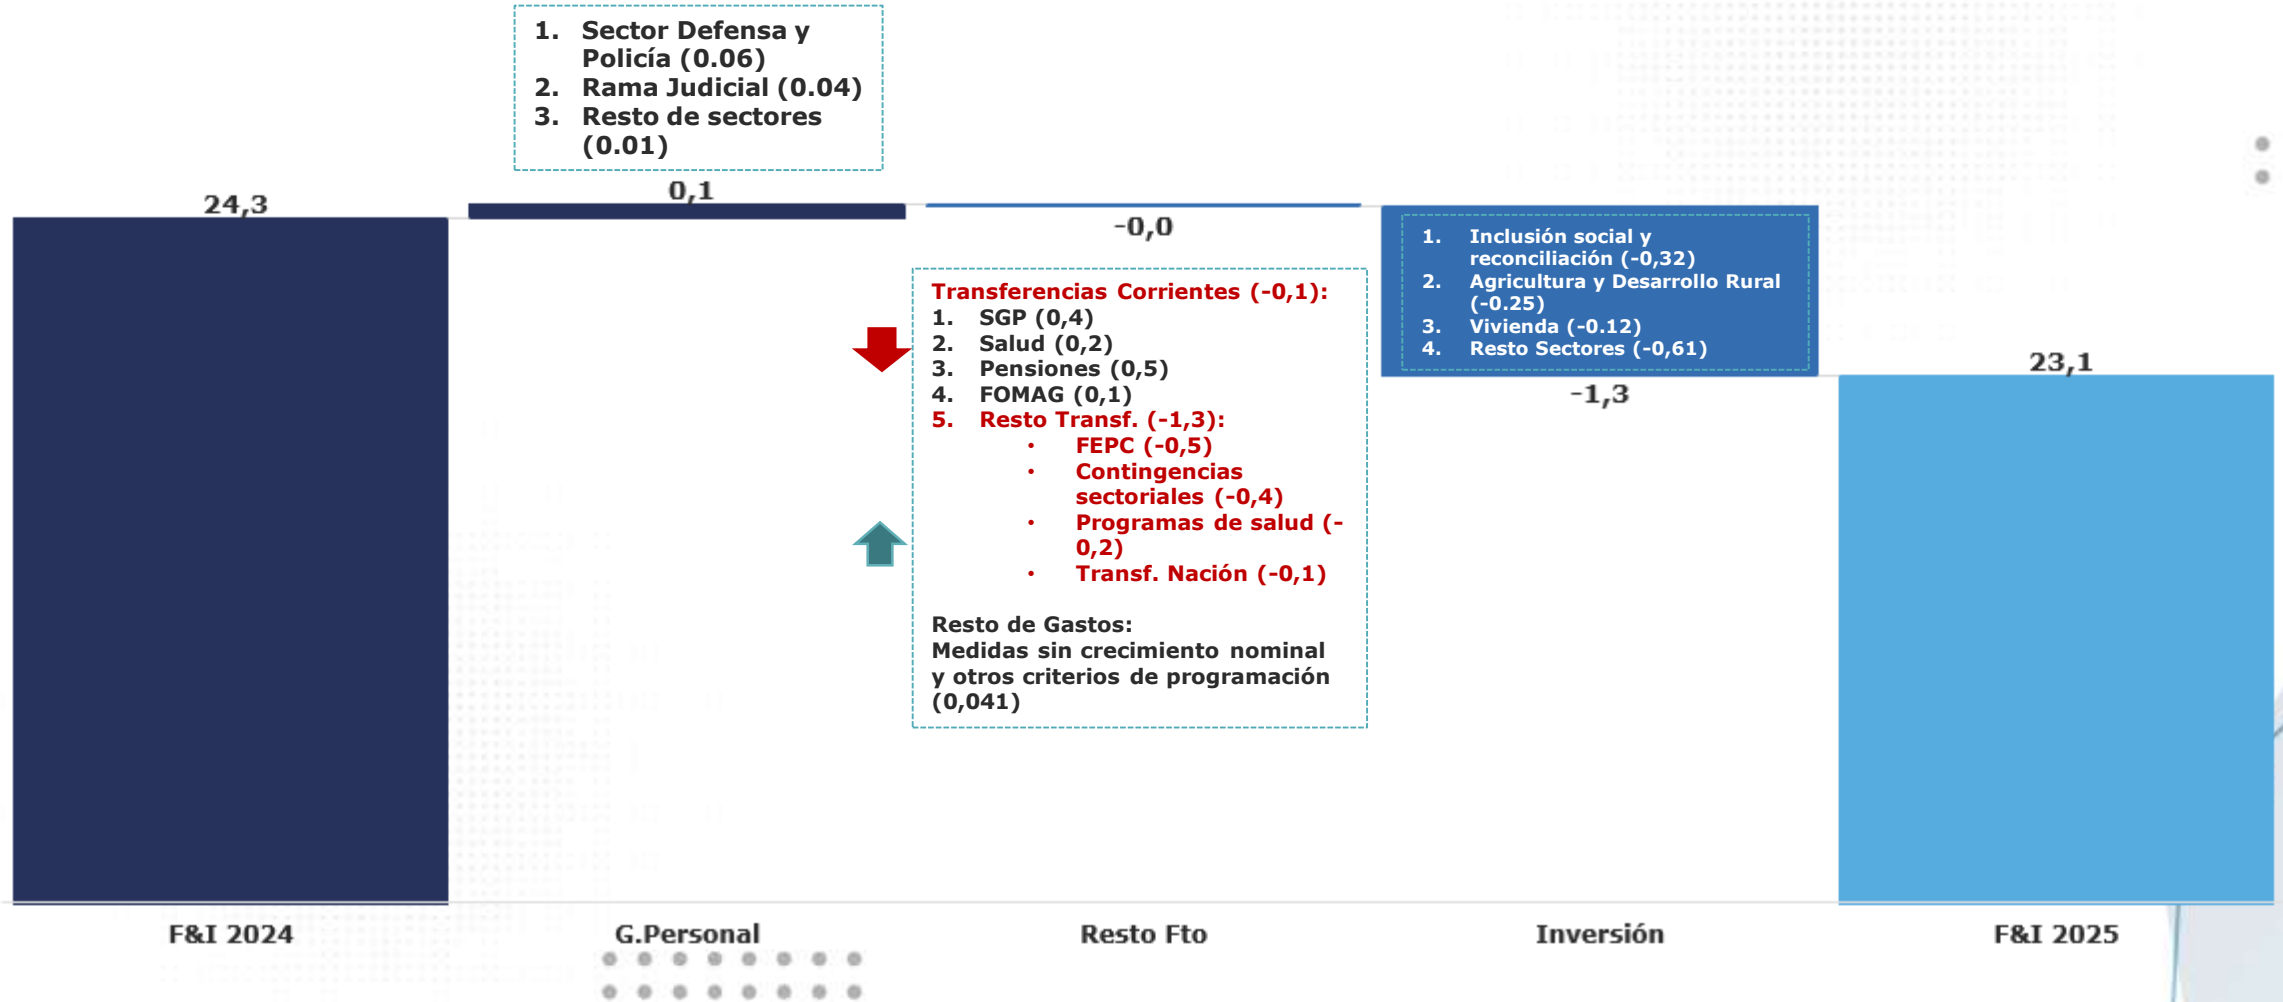 1. Sector Defensa y
Policía (0.06)
2. Rama Judicial (0.04)
3. Resto de sectores
(0.01)
24,3
0,1
-0,0
Transferencias Corrientes (-0,1):
1. SGP (0,4)
2. Salud (0,2)
3. Pensiones (0,5)
4. FOMAG (0,1)
5. Resto Transf. (-1,3):
• FEPC (-0,5)
• Contingencias
sectoriales (-0,4)
• Programas de salud (-
0,2)
• Transf. Nación (-0,1)
Resto de Gastos:
Medidas sin crecimiento nominal
y otros criterios de programación
(0,041)
1. Inclusión social y
reconciliación (-0,32)
2. Agricultura y Desarrollo Rural
(-0.25)
3. Vivienda (-0.12)
4. Resto Sectores (-0,61)
-1,3
23,1
F&I 2024
G.Personal
Resto Fto
Inversión
F&I 2025